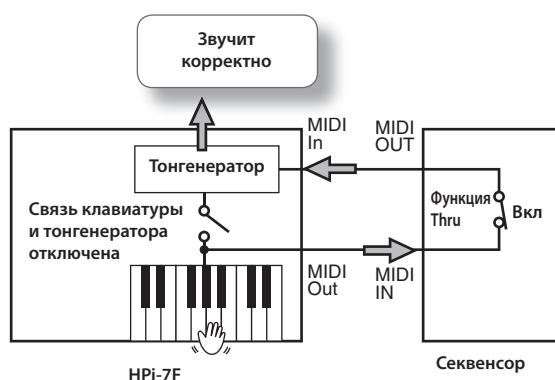 Звучит
корректно
MIDI
In
MIDI
OUT
Тонгенератор
Функция
Thru
Вкл
Связь клавиатуры
и тонгенератора
отключена
MIDI
Out
MIDI
IN
HPi-7F
Секвенсор